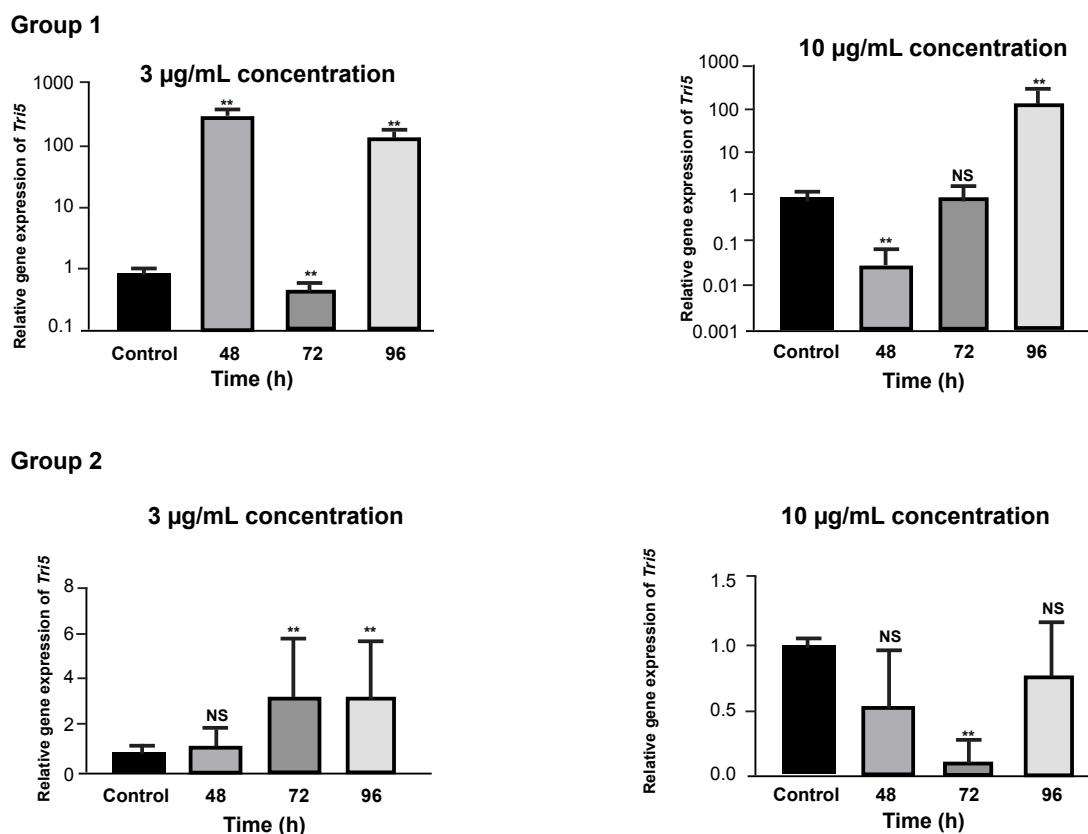 Group 1
3 µg/mL concentration
Relative gene expression of Tri5
1000
100
10
1
0.1
**
**
**
Control 48 72 96
Time (h)
10 µg/mL concentration
Relative gene expression of Tri5
1000
100
10
1
0.1
0.01
0.001
**
NS
**
Control 48 72 96
Time (h)
Group 2
3 µg/mL concentration
Relative gene expression of Tri5
8
6
4
2
0
NS
**
**
Control 48 72 96
Time (h)
10 µg/mL concentration
Relative gene expression of Tri5
1.5
1.0
0.5
0.0
NS
**
NS
Control 48 72 96
Time (h)